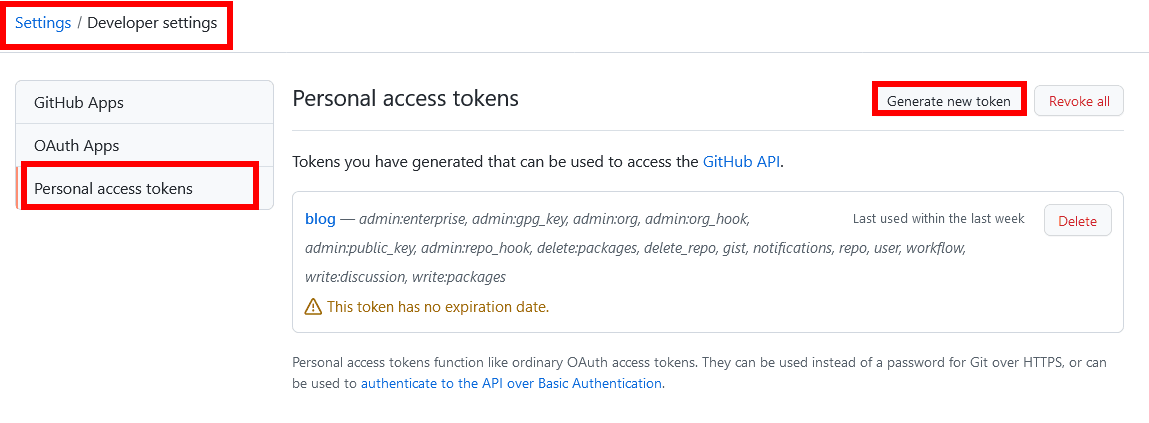 Settings / Developer settings
GitHub Apps
OAuth Apps
Personal access tokens
Personal access tokens
Generate new token
Revoke all
Tokens you have generated that can be used to access the GitHub API.
blog — admin:enterprise, admin:gpg_key, admin:org, admin:org_hook,
admin:public_key, admin:repo_hook, delete:packages, delete_repo, gist, notifications, repo, user, workflow,
write:discussion, write:packages
Last used within the last week
Delete
This token has no expiration date.
Personal access tokens function like ordinary OAuth access tokens. They can be used instead of a password for Git over HTTPS, or can
be used to authenticate to the API over Basic Authentication.